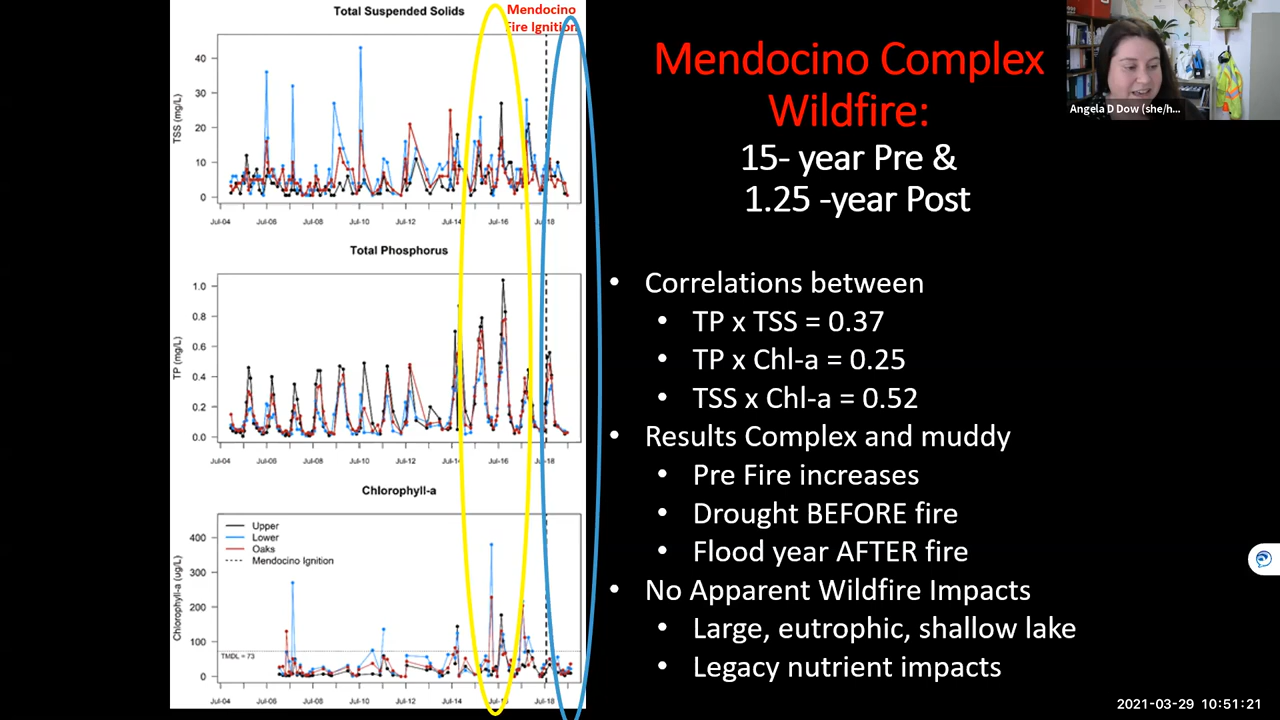 Total Suspended Solids
Mendocino
Fire Ignition
TSS (mg/L)
40
30
20
10
0
Jul-04 Jul-06 Jul-08 Jul-10 Jul-12 Jul-14 Jul-16 Jul-18
Total Phosphorus
TP (mg/L)
1.0
0.8
0.6
0.4
0.2
0.0
Jul-04 Jul-06 Jul-08 Jul-10 Jul-12 Jul-14 Jul-16 Jul-18
Chlorophyll-a
Chlorophyll-a (ug/L)
400
300
200
100
0
Upper
Lower
Oaks
Mendocino Ignition
TMDL = 73
Jul-04 Jul-06 Jul-08 Jul-10 Jul-12 Jul-14 Jul-16 Jul-18
Mendocino Complex
Wildfire:
15- year Pre &
1.25 -year Post
• Correlations between
• TP x TSS = 0.37
• TP x Chl-a = 0.25
• TSS x Chl-a = 0.52
• Results Complex and muddy
• Pre Fire increases
• Drought BEFORE fire
• Flood year AFTER fire
• No Apparent Wildfire Impacts
• Large, eutrophic, shallow lake
• Legacy nutrient impacts
Angela D Dow (she/h...
2021-03-29 10:51:21